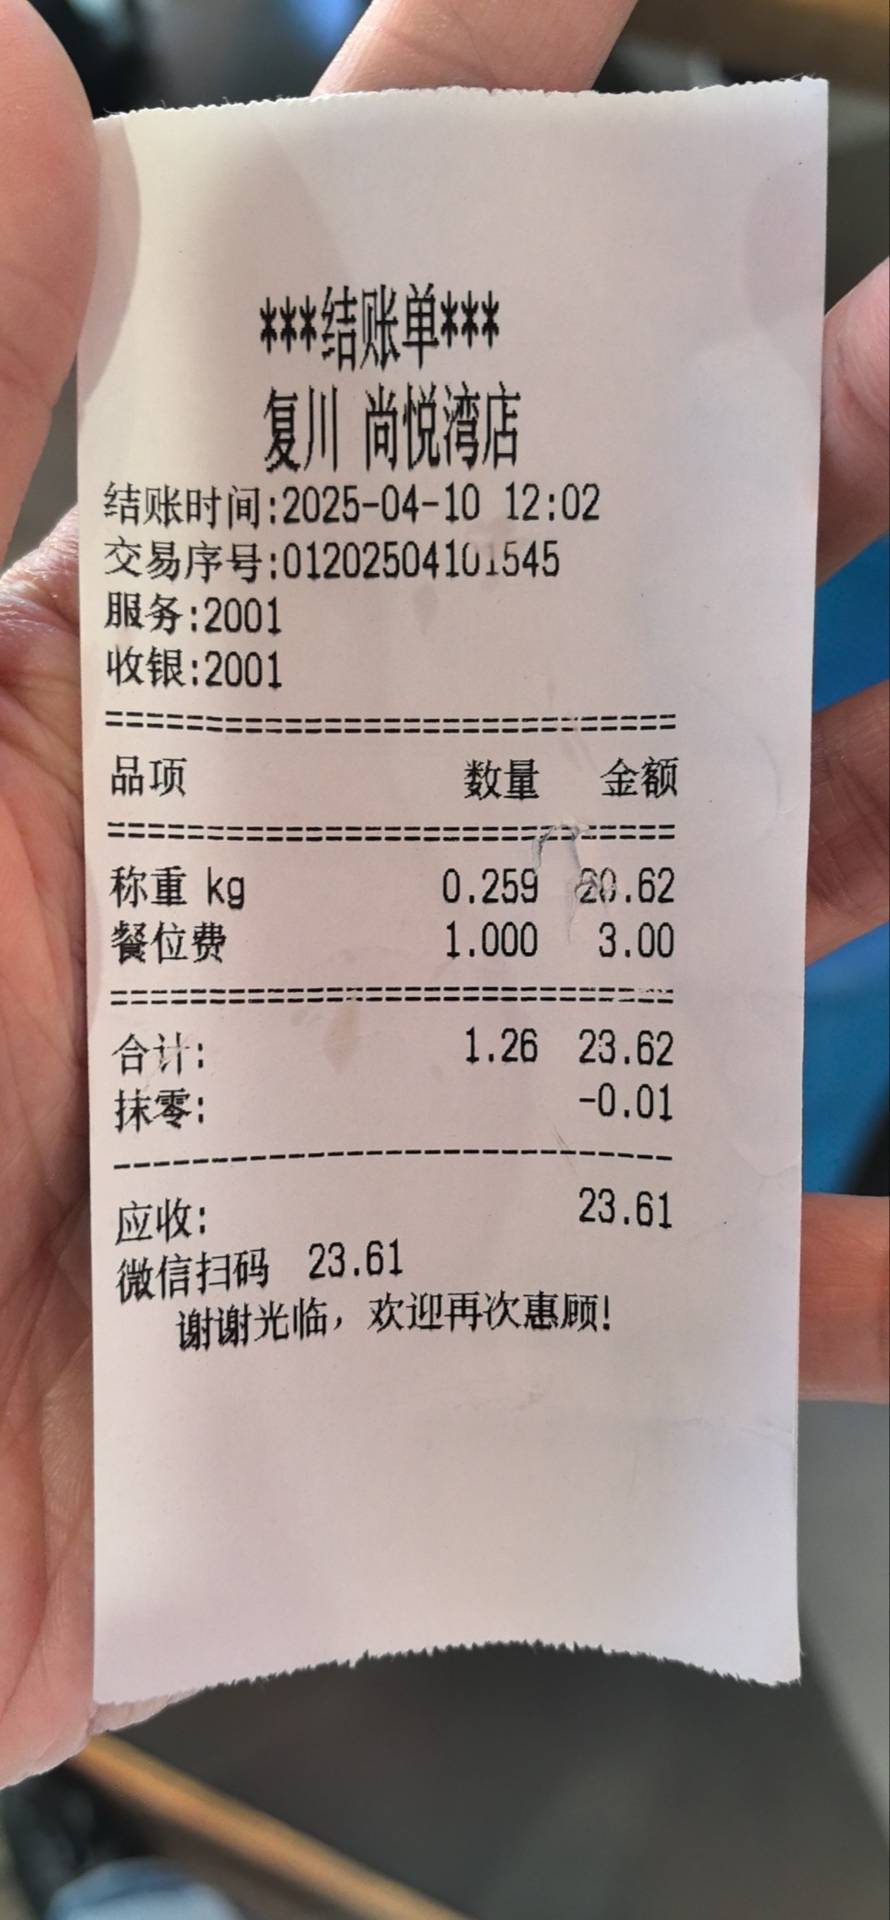 ***结账单***
复川 尚悦湾店
结账时间:2025-04-10 12:02
交易序号:01202504101545
服务:2001
收银:2001
==============================
品项 数量 金额
==============================
称重 kg 0.259 20.62
餐位费 1.000 3.00
==============================
合计: 1.26 23.62
抹零: -0.01
------------------------------
应收: 23.61
微信扫码 23.61
谢谢光临，欢迎再次惠顾!